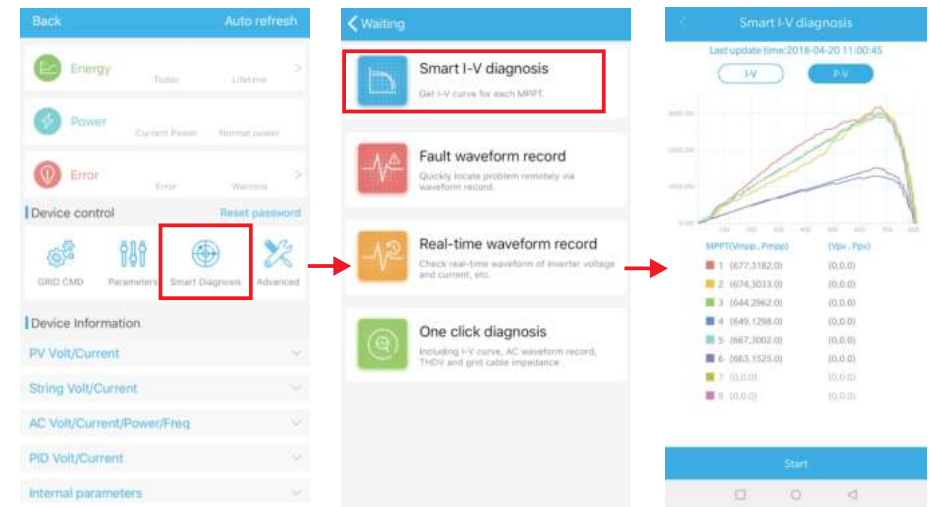 Back Auto refresh
Energy
Today Lifetime
Power
Current Power Normal power
Error
Error Warning
Device control Reset password
GRID CMD Parameters Smart Diagnosis Advanced
Device Information
PV Volt/Current
String Volt/Current
AC Volt/Current/Power/Freq
PID Volt/Current
Internal parameters
Waiting
Smart I-V diagnosis
Get I-V curve for each MPPT.
Fault waveform record
Quickly locate problem remotely via
waveform record.
Real-time waveform record
Check real-time waveform of inverter voltage
and current, etc.
One click diagnosis
Including I-V curve, AC waveform record,
THDV and grid cable impedance .
Smart I-V diagnosis
Last update time:2018-04-20 11:00:45
I-V P-V
MPPT(Vmpp , Pmpp) (Vpv , Ppv)
1 (677,3182.0) (0,0.0)
2 (674,3033.0) (0,0.0)
3 (644,2962.0) (0,0.0)
4 (649,1298.0) (0,0.0)
5 (667,3002.0) (0,0.0)
6 (663,1525.0) (0,0.0)
7 (0,0.0) (0,0.0)
8 (0,0.0) (0,0.0)
Start